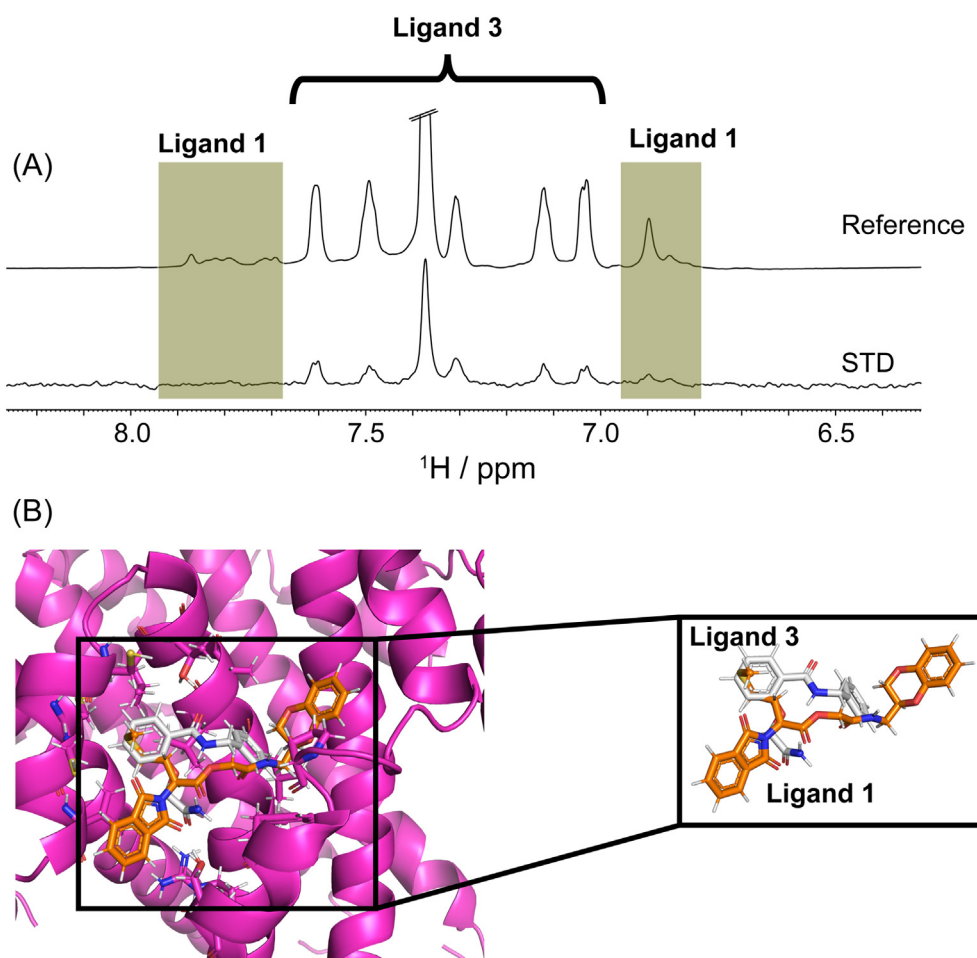 Ligand 3
(A)
Ligand 1
Ligand 1
Reference
STD
8.0
7.5
7.0
6.5
¹H / ppm
(B)
Ligand 3
Ligand 1